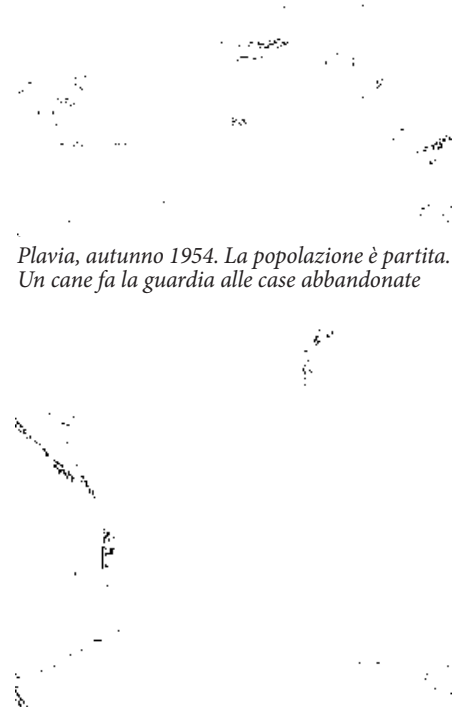 Plavia, autunno 1954. La popolazione è partita.
Un cane fa la guardia alle case abbandonate